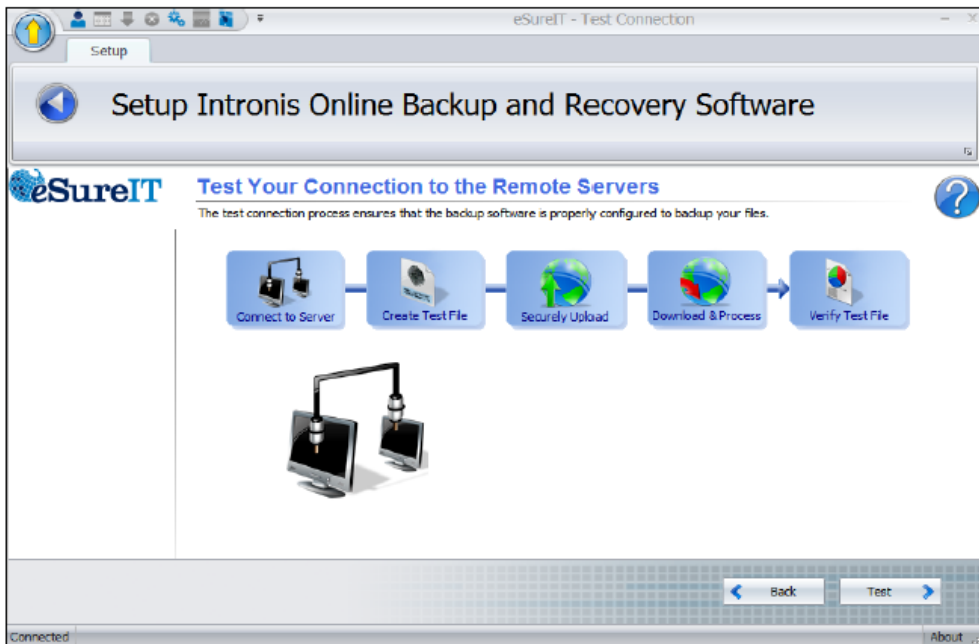 eSureIT - Test Connection
Setup
Setup Intronis Online Backup and Recovery Software
eSureIT
Test Your Connection to the Remote Servers
The test connection process ensures that the backup software is properly configured to backup your files.
Connect to Server
Create Test File
Securely Upload
Download & Process
Verify Test File
Back
Test
Connected
About